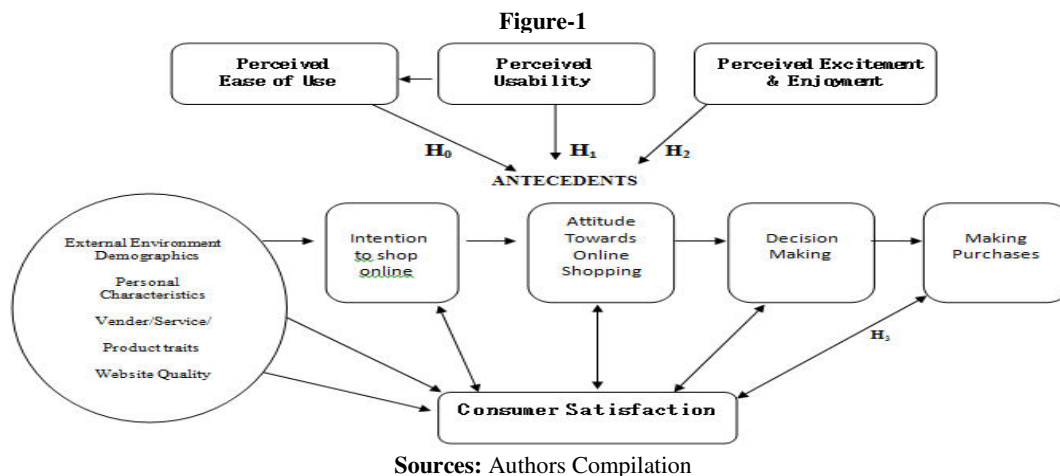 Figure-1
Perceived
Ease of Use
Perceived
Usability
Perceived Excitement
& Enjoyment
H₀
H₁
H₂
ANTECEDENTS
External Environment
Demographics
Personal
Characteristics
Vender/Service/
Product traits
Website Quality
Intention
to shop
online
Attitude
Towards
Online
Shopping
Decision
Making
Making
Purchases
H₃
Consumer Satisfaction
Sources: Authors Compilation